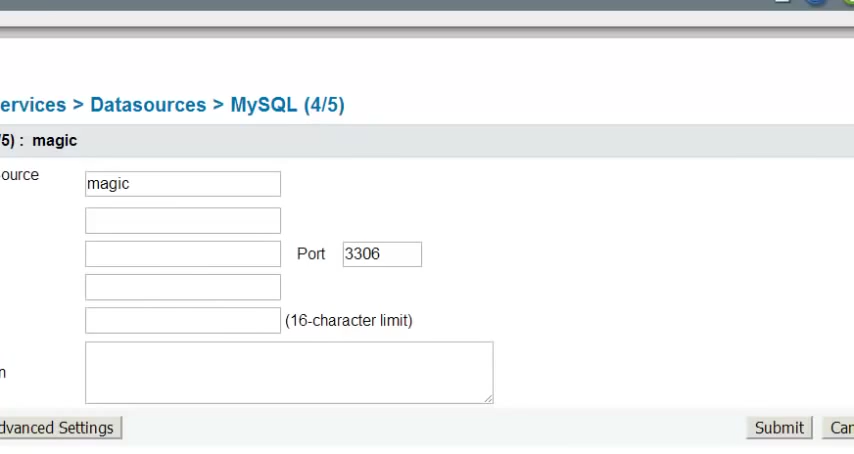 ervices > Datasources > MySQL (4/5)
/5) : magic
ource
magic
Port 3306
(16-character limit)
n
dvanced Settings
Submit
Can